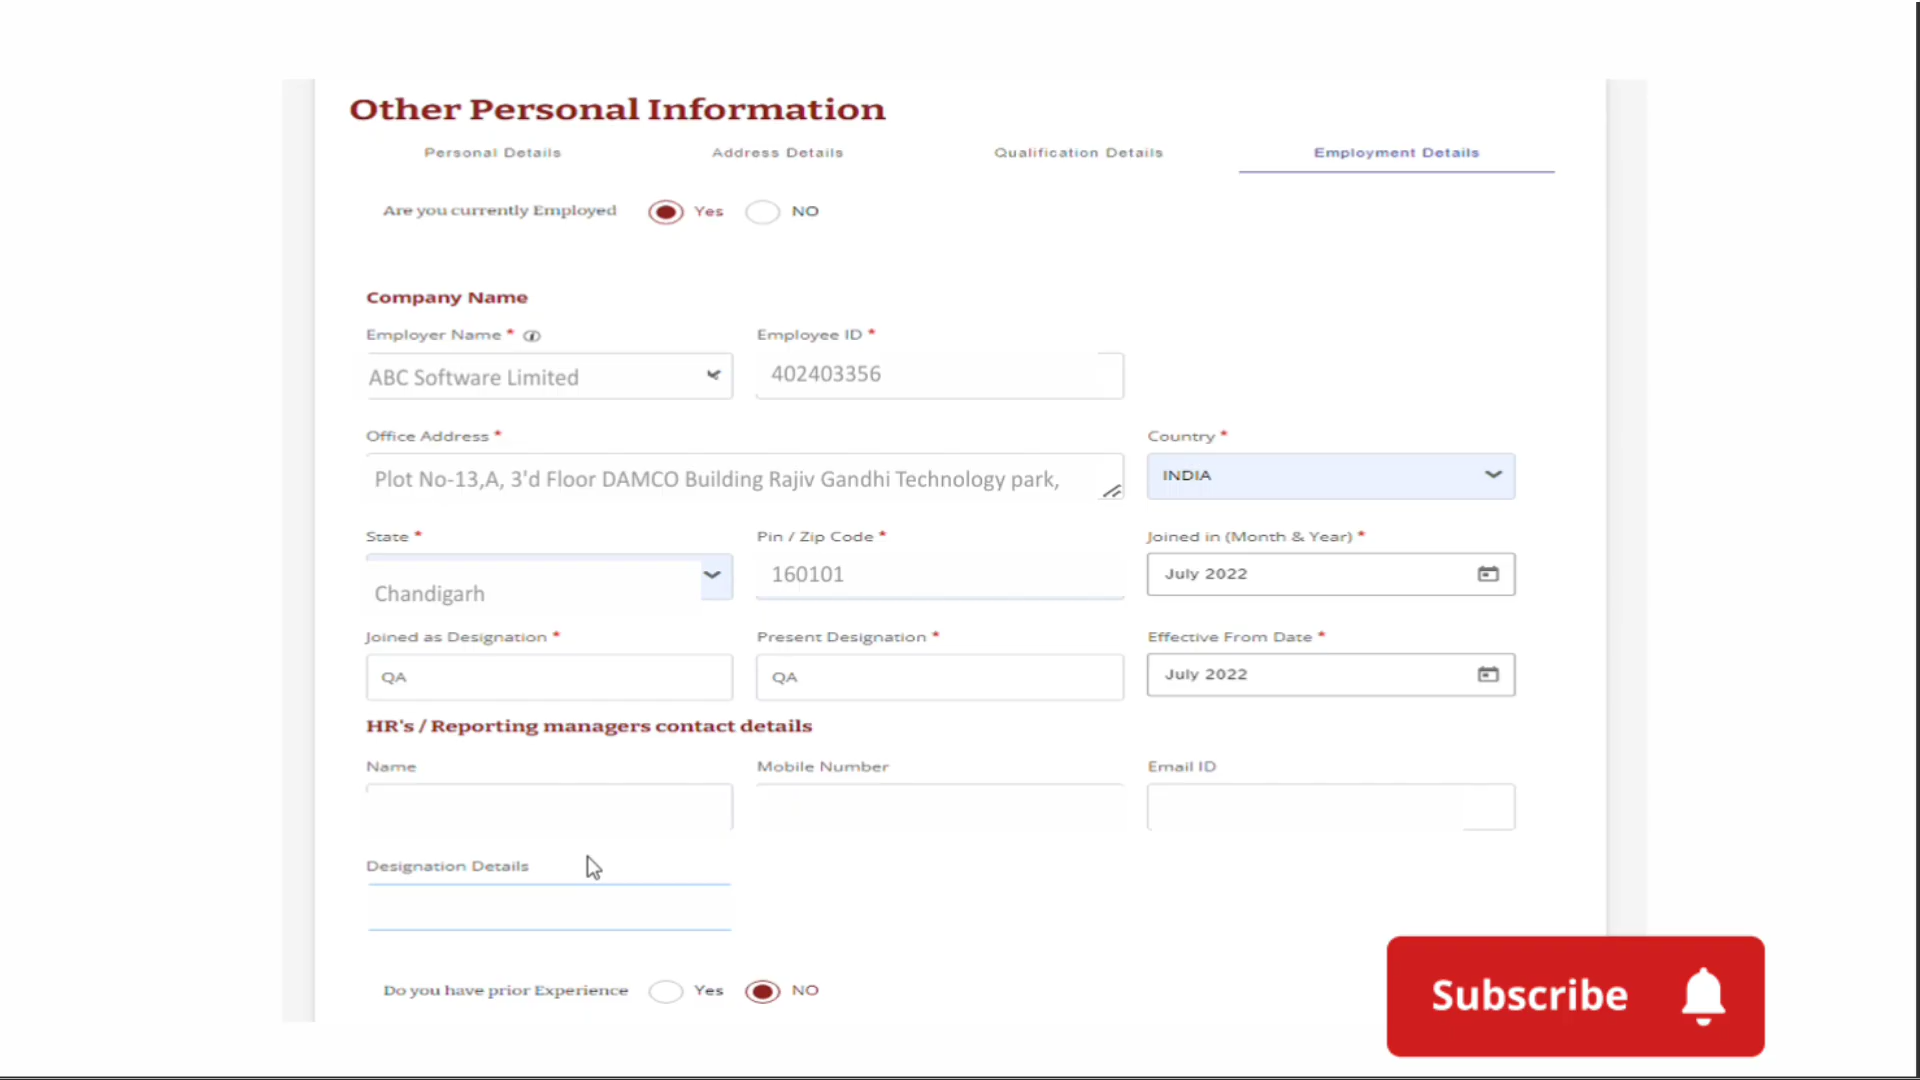 Other Personal Information
Personal Details Address Details Qualification Details Employment Details
Are you currently Employed Yes NO
Company Name
Employer Name * Employee ID *
ABC Software Limited 402403356
Office Address * Country *
Plot No-13,A, 3'd Floor DAMCO Building Rajiv Gandhi Technology park, INDIA
State * Pin / Zip Code * Joined in (Month & Year) *
Chandigarh 160101 July 2022
Joined as Designation * Present Designation * Effective From Date *
QA QA July 2022
HR's / Reporting managers contact details
Name Mobile Number Email ID
Designation Details
Do you have prior Experience Yes NO
Subscribe